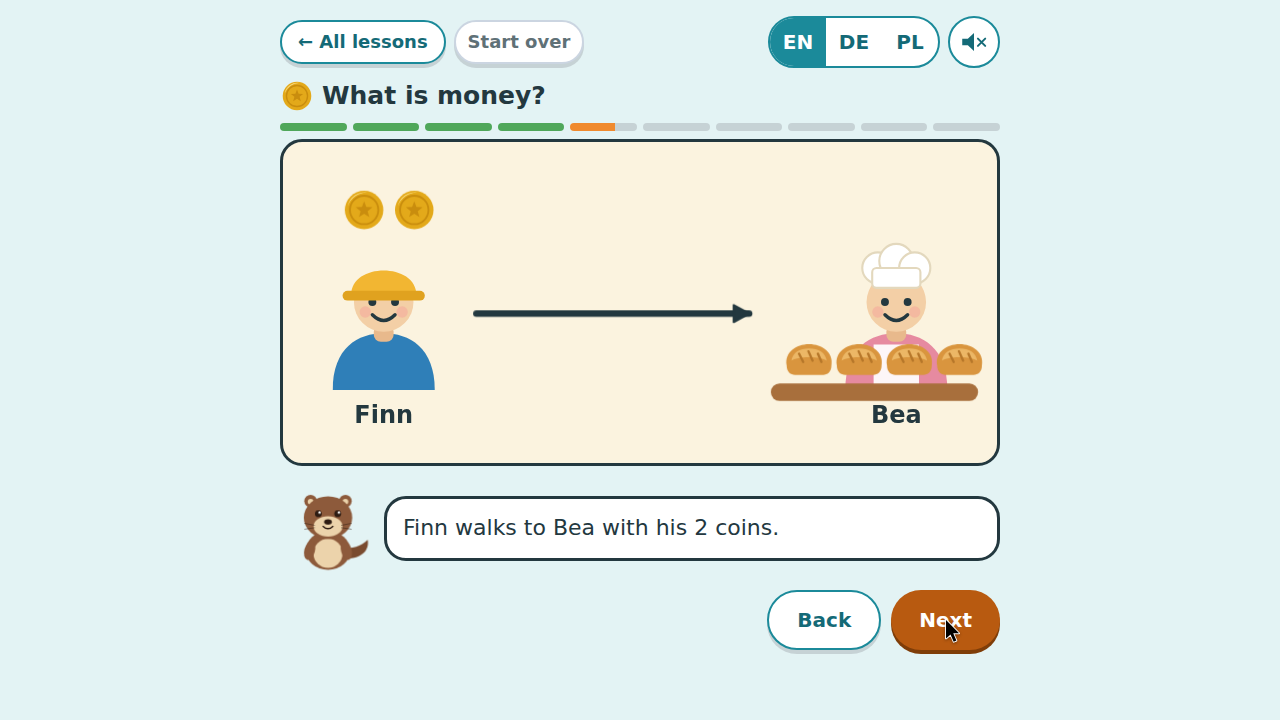 ← All lessons
Start over
EN DE PL
What is money?
Finn
Bea
Finn walks to Bea with his 2 coins.
Back
Next